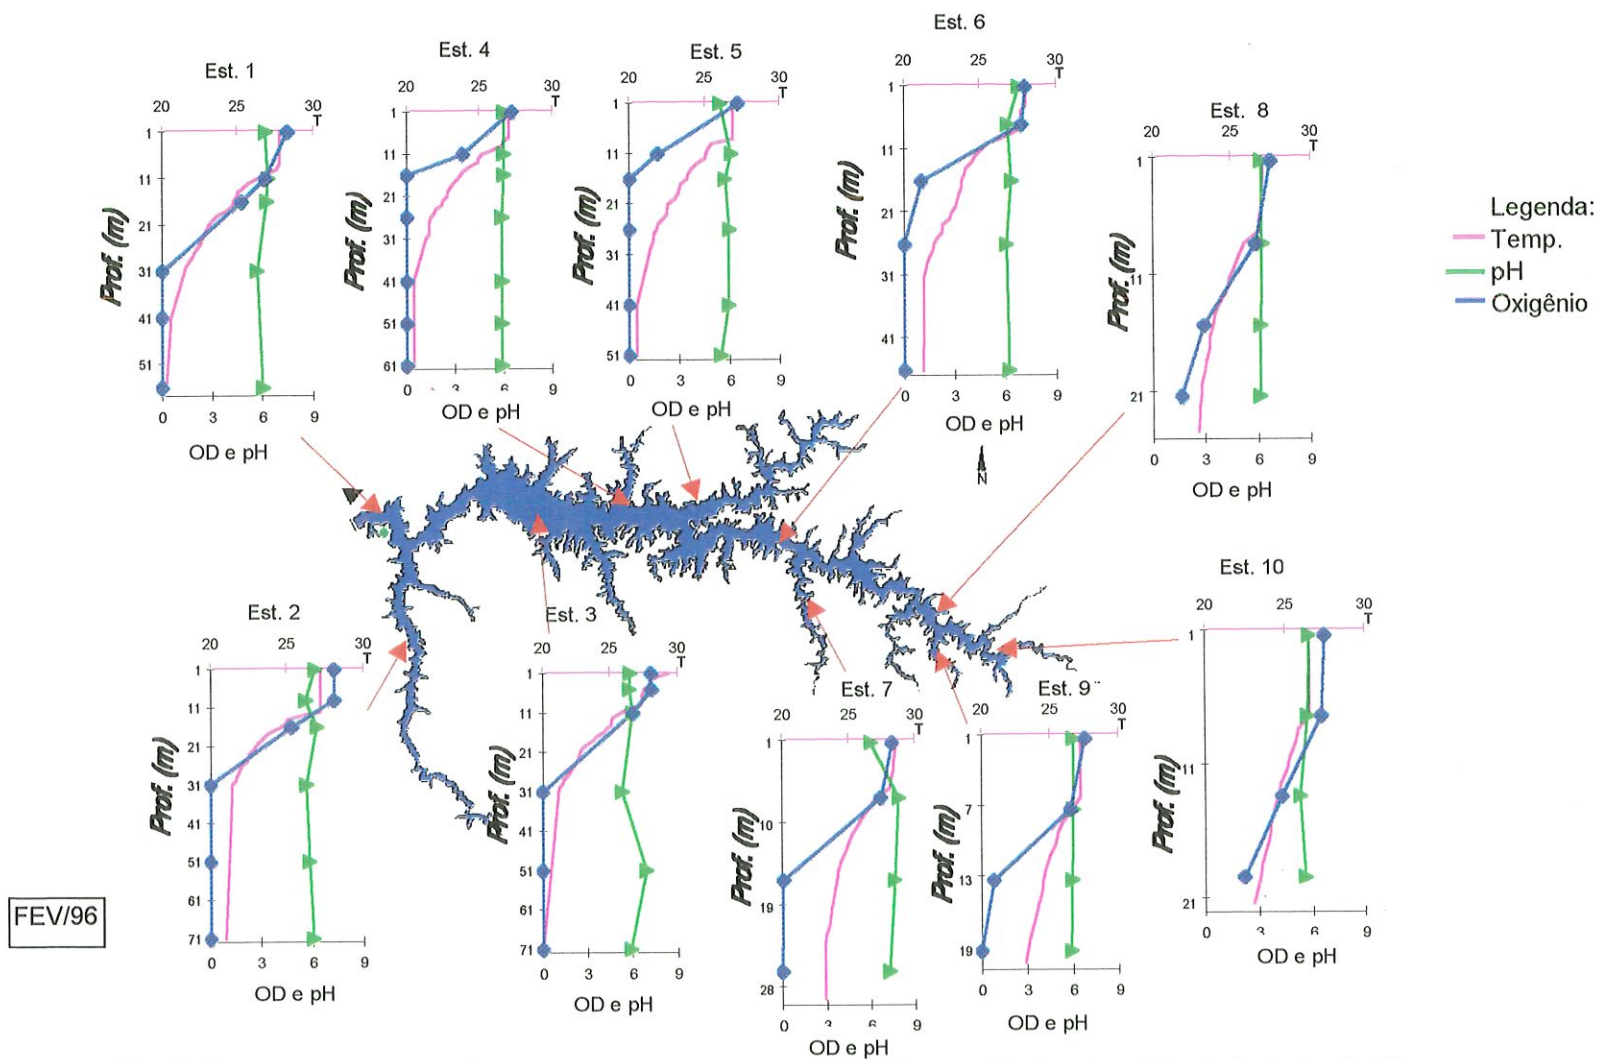 Est. 1
20 25 30
T
1
11
21
31
41
51
Prof. (m)
0 3 6 9
OD e pH
Est. 4
20 25 30
T
1
11
21
31
41
51
61
Prof. (m)
0 3 6 9
OD e pH
Est. 5
20 25 30
T
1
11
21
31
41
51
Prof. (m)
0 3 6 9
OD e pH
Est. 6
20 25 30
T
1
11
21
31
41
Prof. (m)
0 3 6 9
OD e pH
N
Est. 8
20 25 30
T
1
11
21
Prof. (m)
0 3 6 9
OD e pH
Legenda:
Temp.
pH
Oxigênio
Est. 2
20 25 30
T
1
11
21
31
41
51
61
71
Prof. (m)
0 3 6 9
OD e pH
Est. 3
20 25 30
T
1
11
21
31
41
51
61
71
Prof. (m)
0 3 6 9
OD e pH
Est. 7
20 25 30
T
1
10
19
28
Prof. (m)
0 3 6 9
OD e pH
Est. 9
20 25 30
T
1
7
13
19
Prof. (m)
0 3 6 9
OD e pH
Est. 10
20 25 30
T
1
11
21
Prof. (m)
0 3 6 9
OD e pH
FEV/96